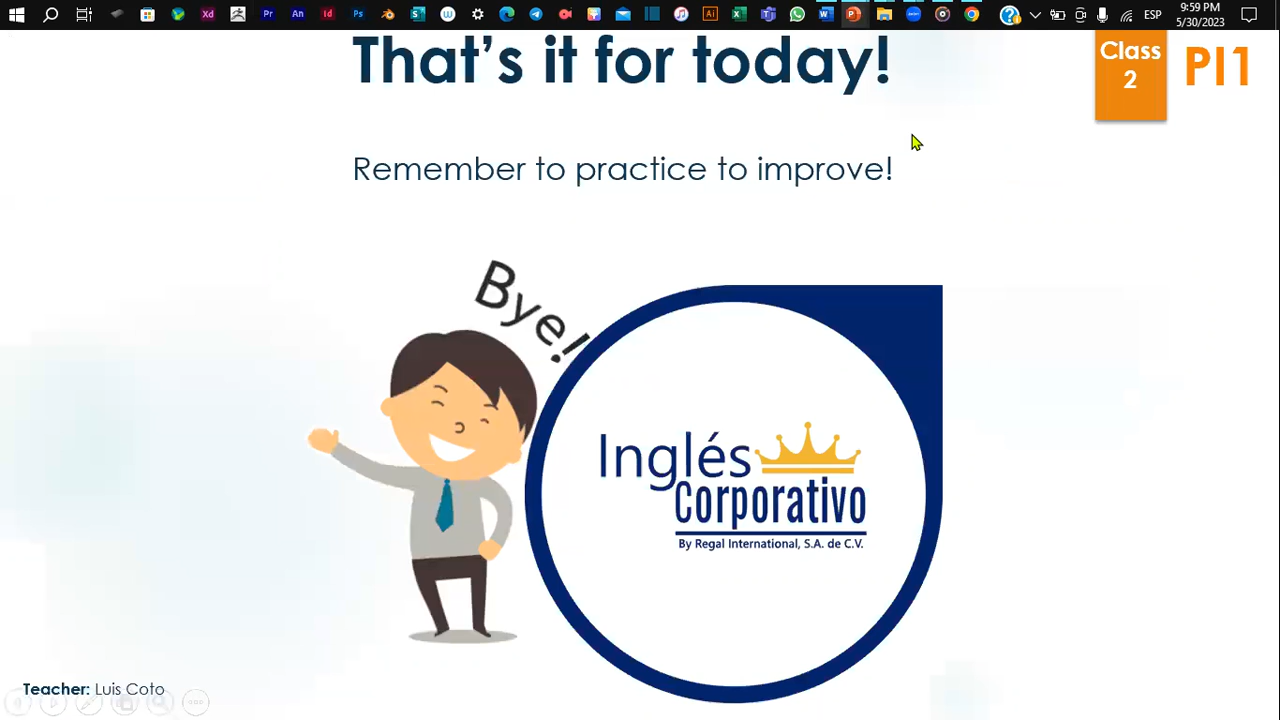 9:59 PM
ESP
5/30/2023
That's it for today!
Class
2
PI1
Remember to practice to improve!
Bye!
Inglés
Corporativo
By Regal International, S.A. de C.V.
Teacher: Luis Coto